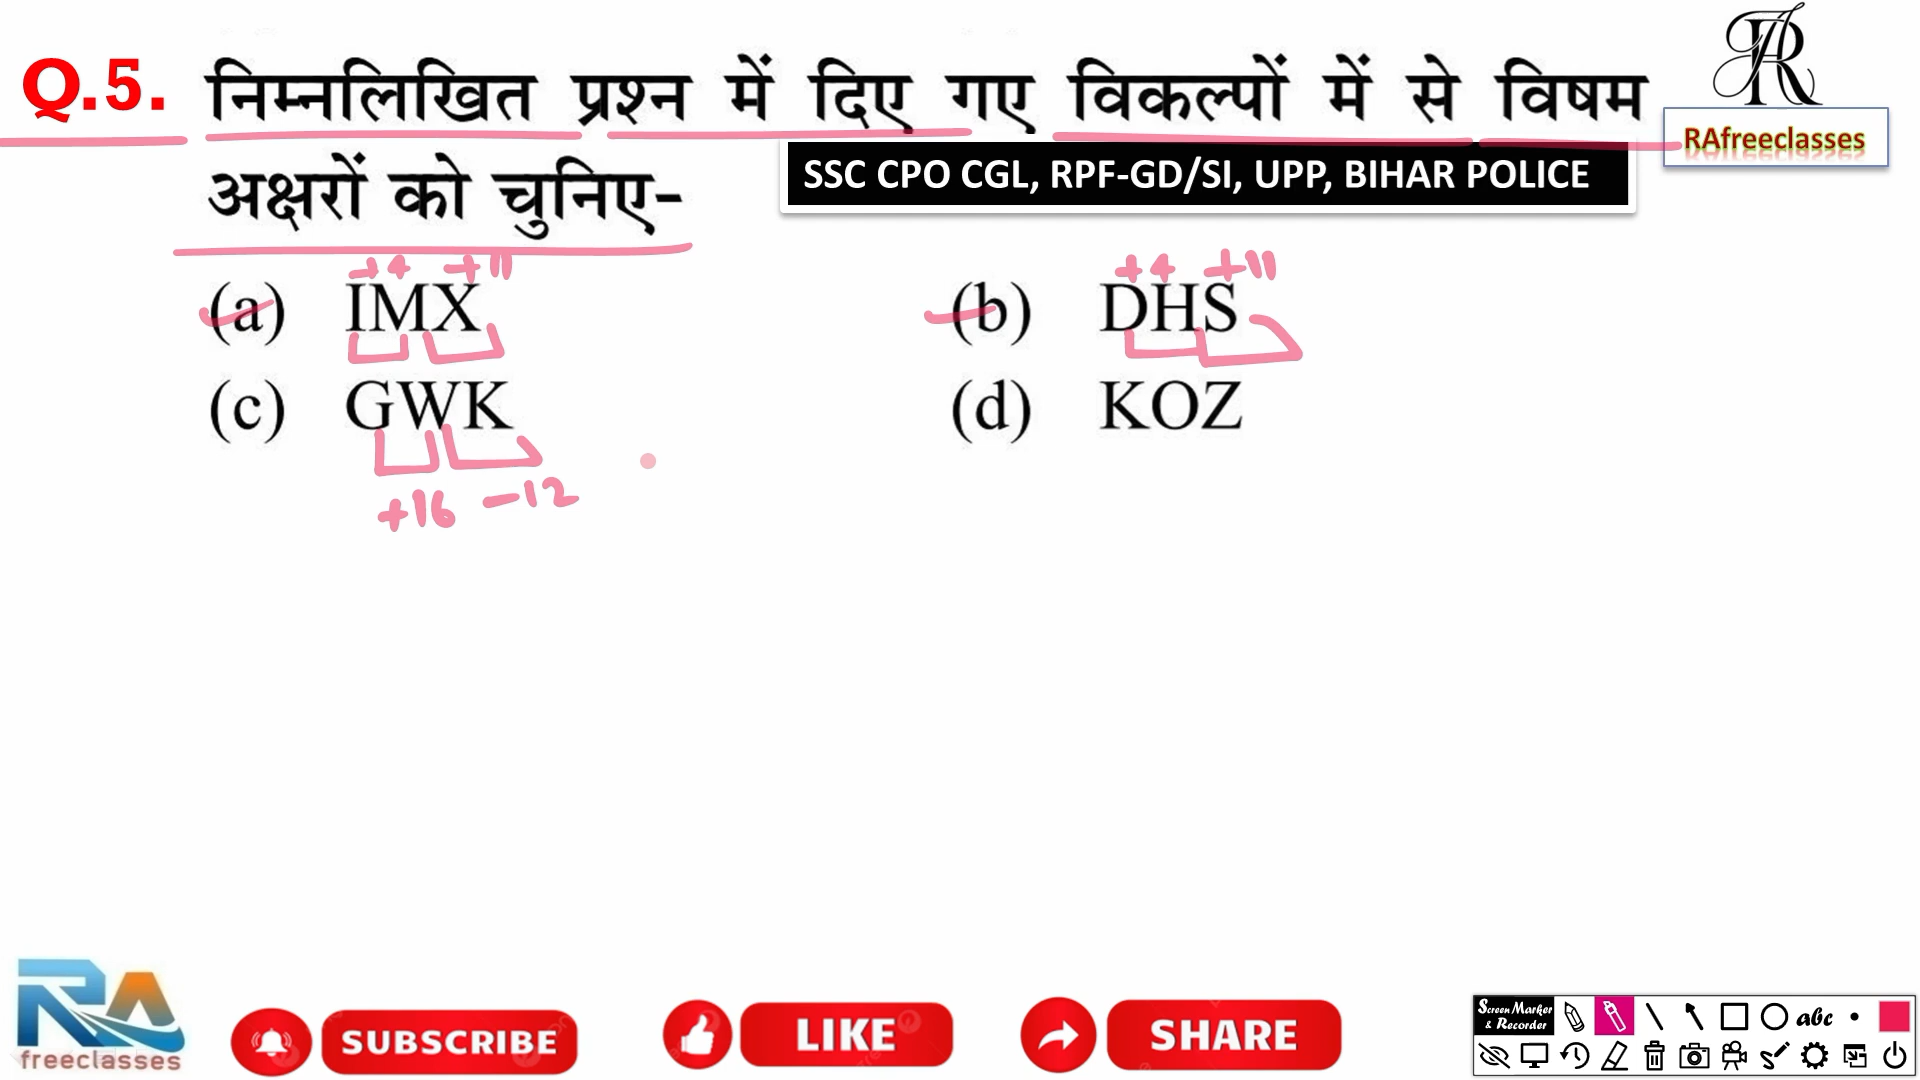 Q.5. निम्नलिखित प्रश्न में दिए गए विकल्पों में से विषम
RAfreeclasses
अक्षरों को चुनिए-
SSC CPO CGL, RPF-GD/SI, UPP, BIHAR POLICE
+4 +11
+4 +11
(a) IMX
(b) DHS
(c) GWK
(d) KOZ
+16 -12
RA
freeclasses
SUBSCRIBE
LIKE
SHARE
Screen Marker
& Recorder
abc